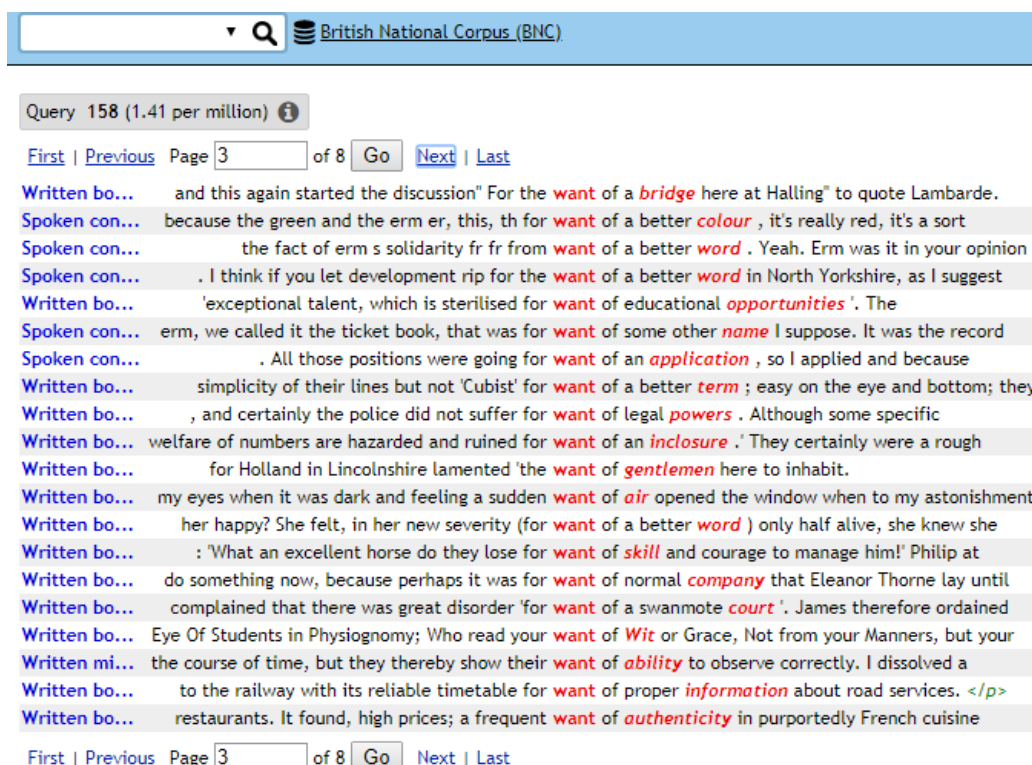 British National Corpus (BNC)
Query 158 (1.41 per million)
First | Previous Page 3 of 8 Go Next | Last
Written bo... and this again started the discussion" For the want of a bridge here at Halling" to quote Lambarde.
Spoken con... because the green and the erm er, this, th for want of a better colour , it's really red, it's a sort
Spoken con... the fact of erm s solidarity fr fr from want of a better word . Yeah. Erm was it in your opinion
Spoken con... . I think if you let development rip for the want of a better word in North Yorkshire, as I suggest
Written bo... 'exceptional talent, which is sterilised for want of educational opportunities '. The
Spoken con... erm, we called it the ticket book, that was for want of some other name I suppose. It was the record
Spoken con... . All those positions were going for want of an application , so I applied and because
Written bo... simplicity of their lines but not 'Cubist' for want of a better term ; easy on the eye and bottom; they
Written bo... , and certainly the police did not suffer for want of legal powers . Although some specific
Written bo... welfare of numbers are hazarded and ruined for want of an inclosure .' They certainly were a rough
Written bo... for Holland in Lincolnshire lamented 'the want of gentlemen here to inhabit.
Written bo... my eyes when it was dark and feeling a sudden want of air opened the window when to my astonishment
Written bo... her happy? She felt, in her new severity (for want of a better word ) only half alive, she knew she
Written bo... : 'What an excellent horse do they lose for want of skill and courage to manage him!' Philip at
Written bo... do something now, because perhaps it was for want of normal company that Eleanor Thorne lay until
Written bo... complained that there was great disorder 'for want of a swanmote court '. James therefore ordained
Written bo... Eye Of Students in Physiognomy; Who read your want of Wit or Grace, Not from your Manners, but your
Written mi... the course of time, but they thereby show their want of ability to observe correctly. I dissolved a
Written bo... to the railway with its reliable timetable for want of proper information about road services. </p>
Written bo... restaurants. It found, high prices; a frequent want of authenticity in purportedly French cuisine
First | Previous Page 3 of 8 Go Next | Last